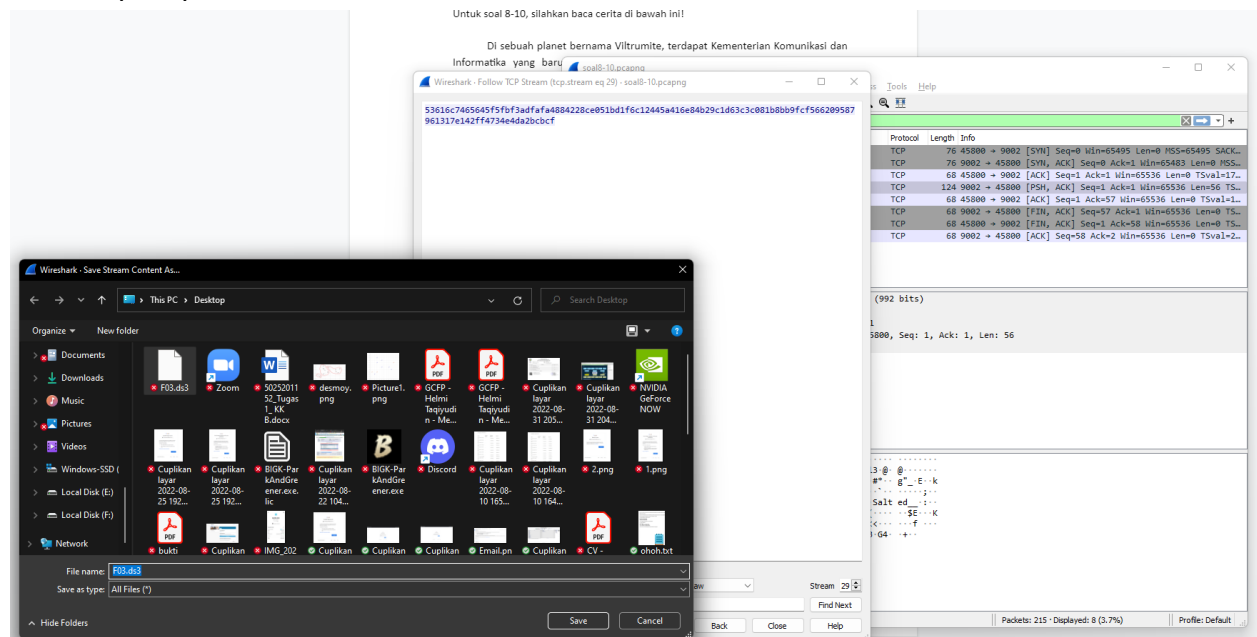 Untuk soal 8-10, silahkan baca cerita di bawah ini!
Di sebuah planet bernama Viltrumite, terdapat Kementerian Komunikasi dan
Informatika yang baru
soal8-10.pcapng
Wireshark · Follow TCP Stream (tcp.stream eq 29) · soal8-10.pcapng
Tools Help
53616c7465645f5fbf3adfafa4884228ce051bd1f6c12445a416e84b29c1d63c3c081b8bb9fcf566209587
961317e142ff4734e4da2bcbcf
Protocol Length Info
TCP 76 45800 → 9002 [SYN] Seq=0 Win=65495 Len=0 MSS=65495 SACK…
TCP 76 9002 → 45800 [SYN, ACK] Seq=0 Ack=1 Win=65483 Len=0 MSS…
TCP 68 45800 → 9002 [ACK] Seq=1 Ack=1 Win=65536 Len=0 TSval=17…
TCP 124 9002 → 45800 [PSH, ACK] Seq=1 Ack=1 Win=65536 Len=56 TS…
TCP 68 45800 → 9002 [ACK] Seq=1 Ack=57 Win=65536 Len=0 TSval=1…
TCP 68 9002 → 45800 [FIN, ACK] Seq=57 Ack=1 Win=65536 Len=0 TS…
TCP 68 45800 → 9002 [FIN, ACK] Seq=1 Ack=58 Win=65536 Len=0 TS…
TCP 68 9002 → 45800 [ACK] Seq=58 Ack=2 Win=65536 Len=0 TSval=2…
(992 bits)
5800, Seq: 1, Ack: 1, Len: 56
Salt ed__·:··
Wireshark · Save Stream Content As...
This PC › Desktop
Search Desktop
Organize New folder
Documents
Downloads
Music
Pictures
Videos
Windows-SSD (
Local Disk (E:)
Local Disk (F:)
Network
F03.ds3 Zoom 50252011 52_Tugas 1_ KK B.docx desmoy.png Picture1.png GCFP - Helmi Taqiyudi n - Me... GCFP - Helmi Taqiyudi n - Me... Cuplikan layar 2022-08-31 205... Cuplikan layar 2022-08-31 204... NVIDIA GeForce NOW
Cuplikan layar 2022-08-25 192... Cuplikan layar 2022-08-25 192... BIGK-Par kAndGre ener.exe.lic Cuplikan layar 2022-08-22 104... BIGK-Par kAndGre ener.exe Discord Cuplikan layar 2022-08-10 165... Cuplikan layar 2022-08-10 164... 2.png 1.png
bukti Cuplikan IMG_202 Cuplikan Cuplikan Cuplikan Email.pn Cuplikan CV - ohoh.txt
File name: F03.ds3
Save as type: All Files (*)
Hide Folders
Save Cancel
Stream 29
Find Next
Back Close Help
Packets: 215 · Displayed: 8 (3.7%) Profile: Default